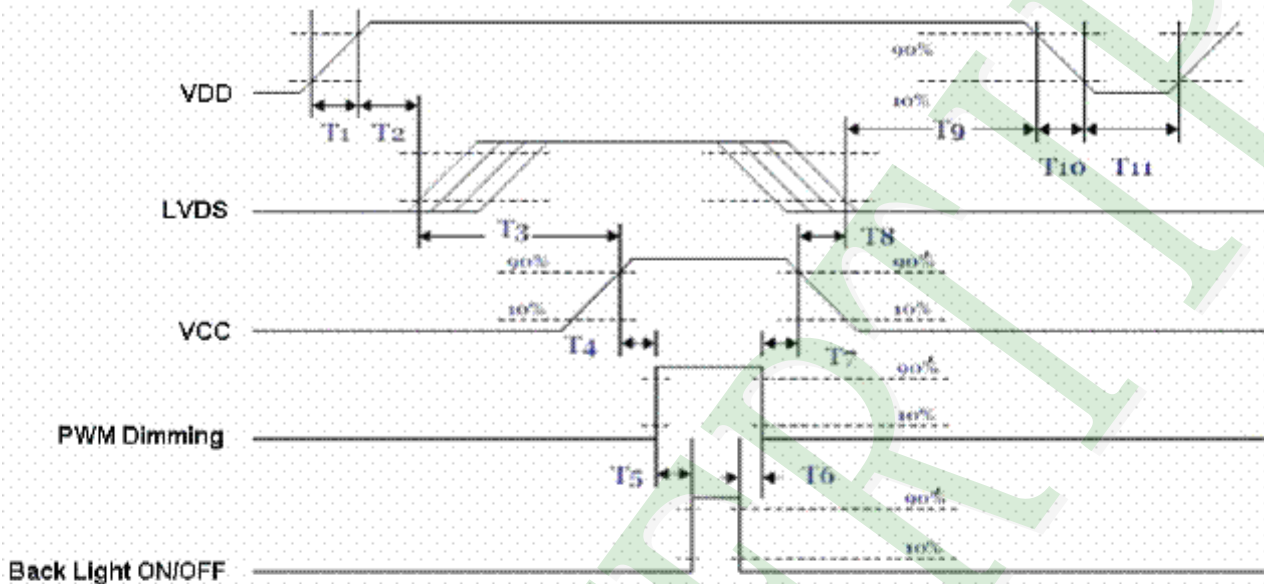 90%
VDD
10%
T1 T2
T9
T10 T11
LVDS
T3
T8
90%
90%
10%
10%
VCC
T4
T7
90%
10%
PWM Dimming
T5
T6
90%
10%
Back Light ON/OFF